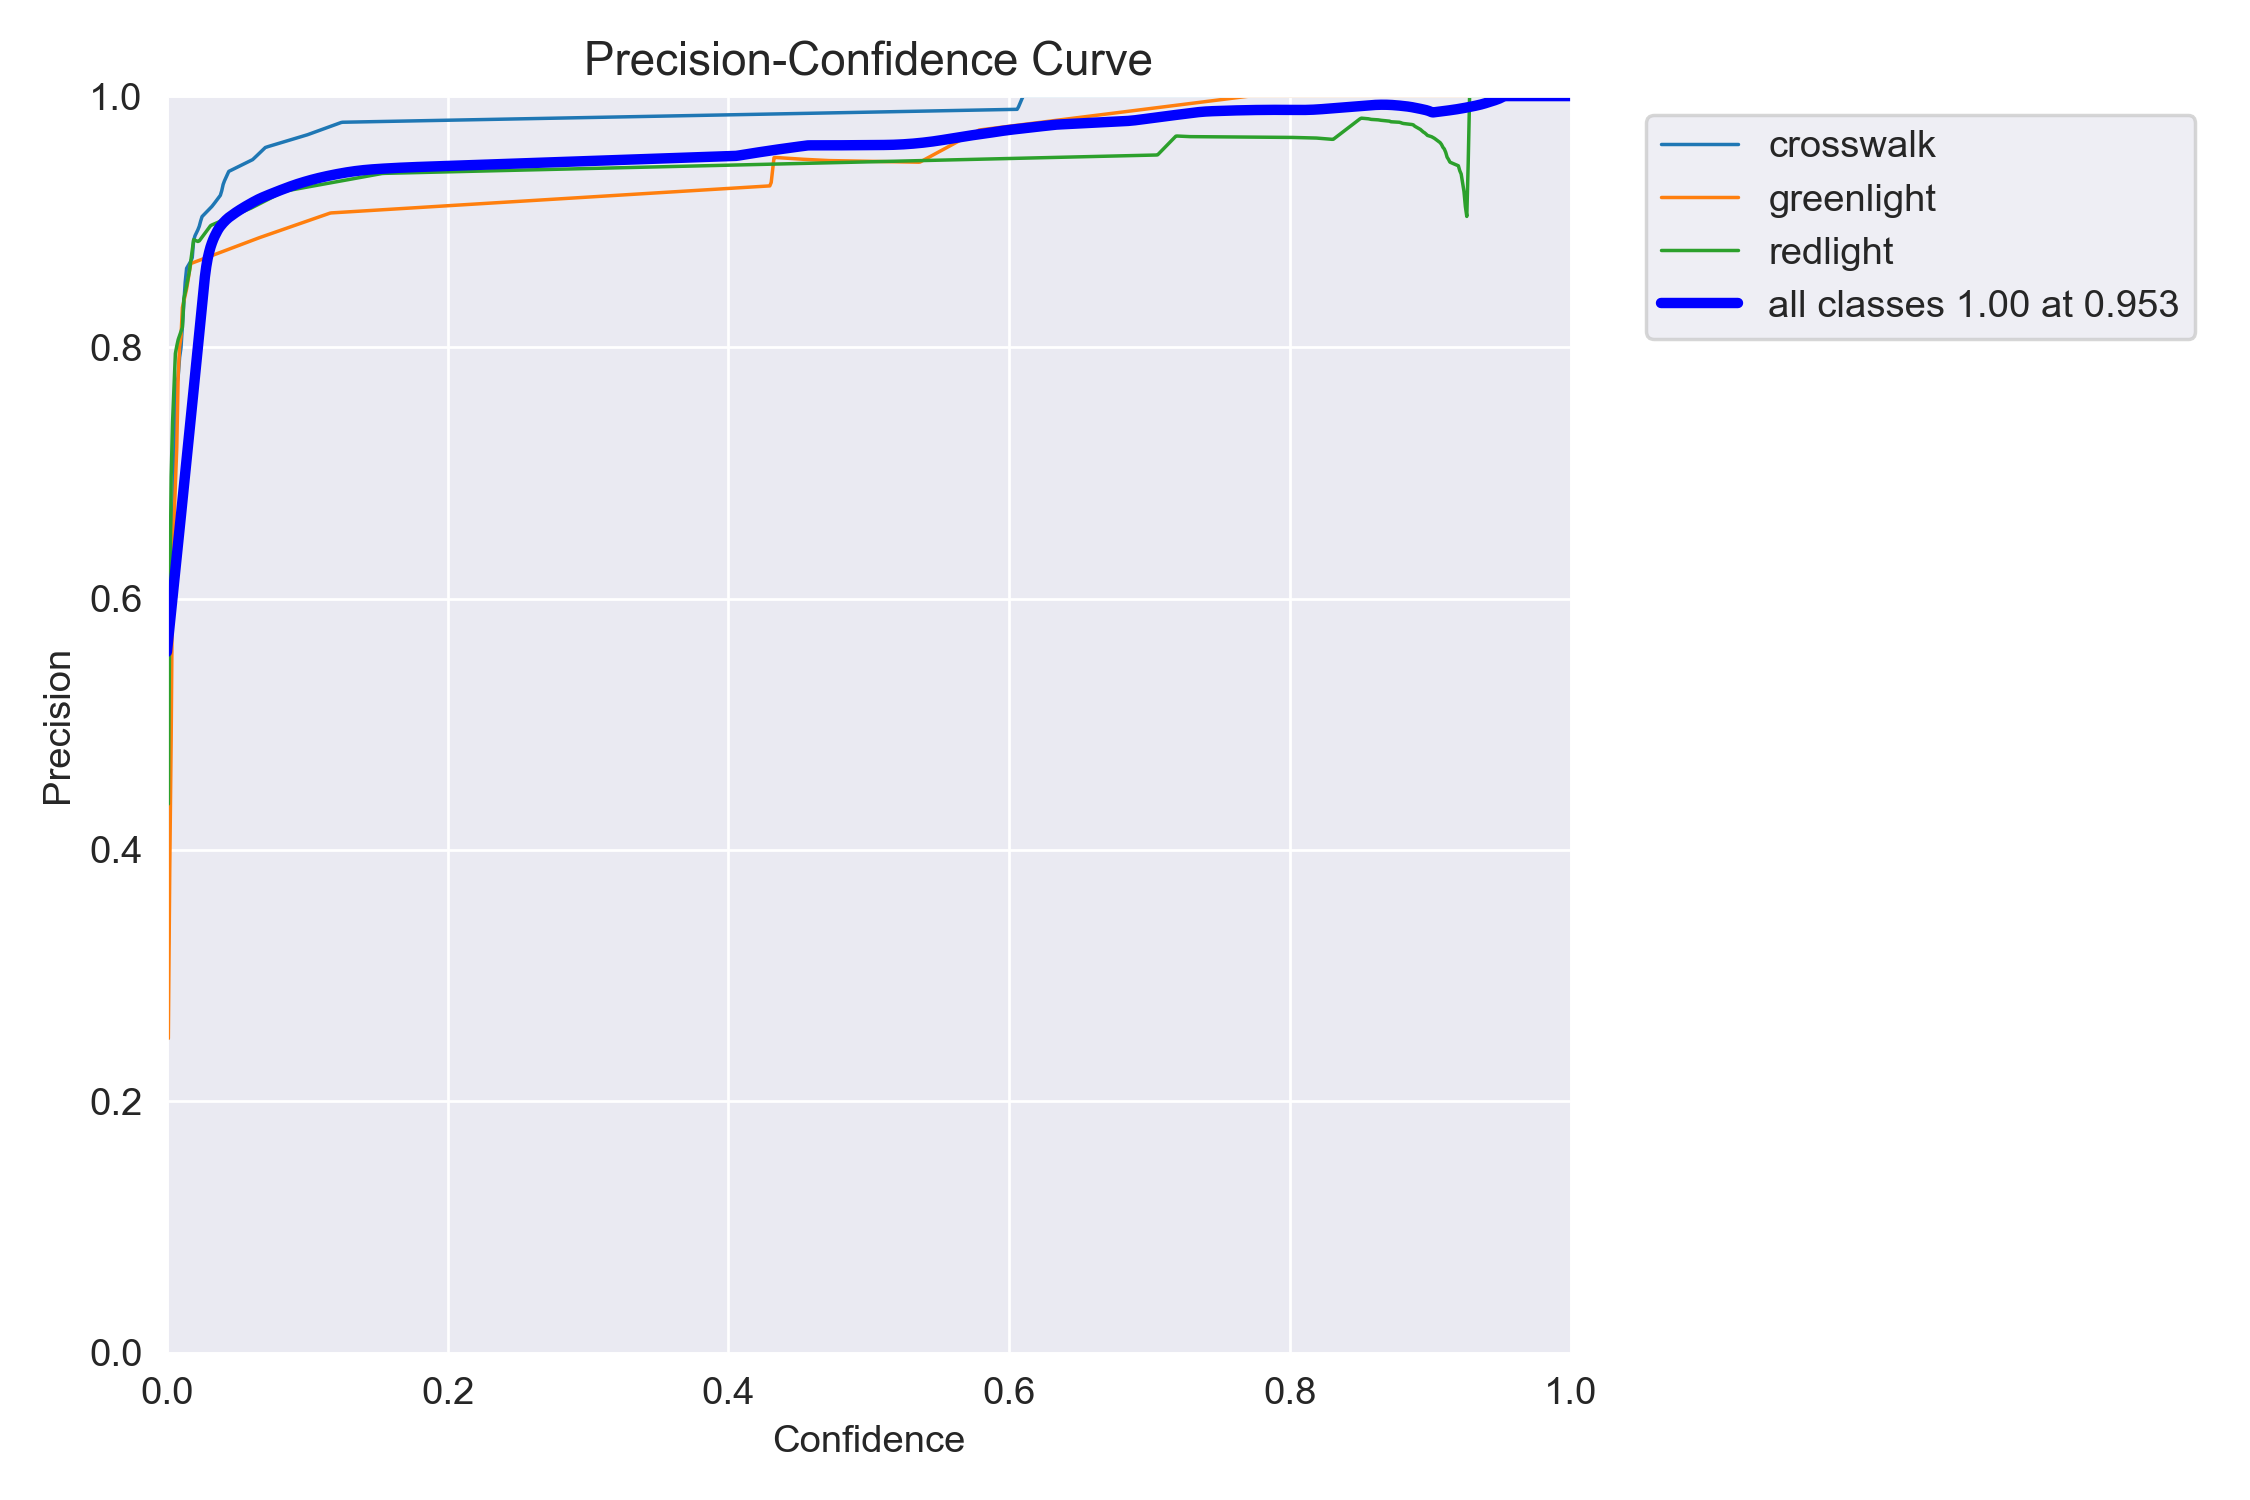 Precision-Confidence Curve
1.0
0.8
0.6
0.4
0.2
0.0
Precision
0.0 0.2 0.4 0.6 0.8 1.0
Confidence
crosswalk
greenlight
redlight
all classes 1.00 at 0.953